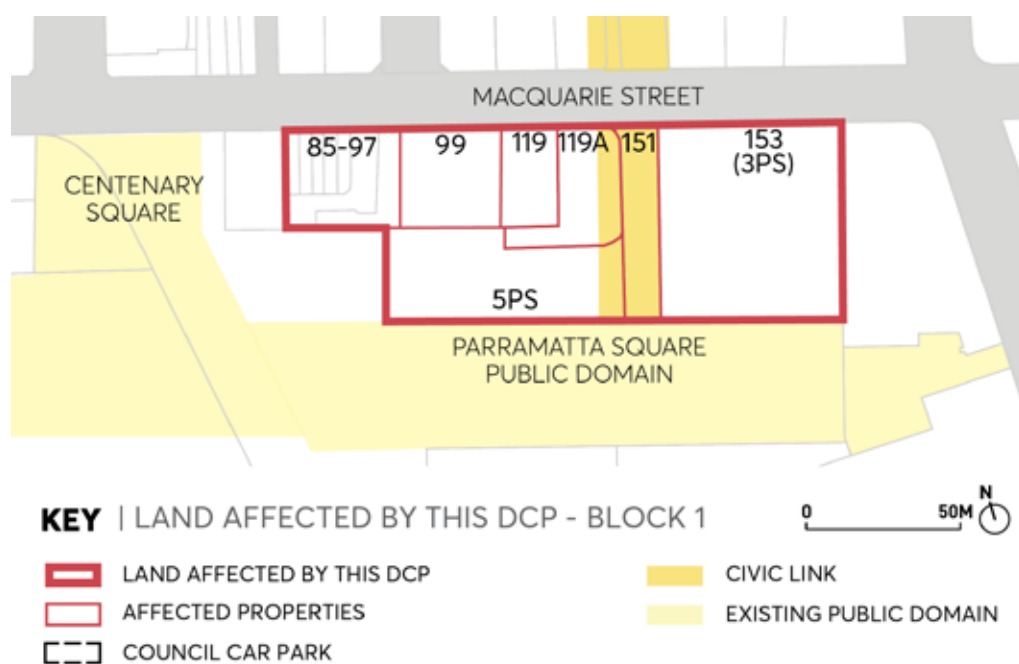 MACQUARIE STREET
85-97
99
119
119A
151
153
(3PS)
CENTENARY
SQUARE
5PS
PARRAMATTA SQUARE
PUBLIC DOMAIN
KEY | LAND AFFECTED BY THIS DCP - BLOCK 1
0
50M
N
LAND AFFECTED BY THIS DCP
CIVIC LINK
AFFECTED PROPERTIES
EXISTING PUBLIC DOMAIN
COUNCIL CAR PARK